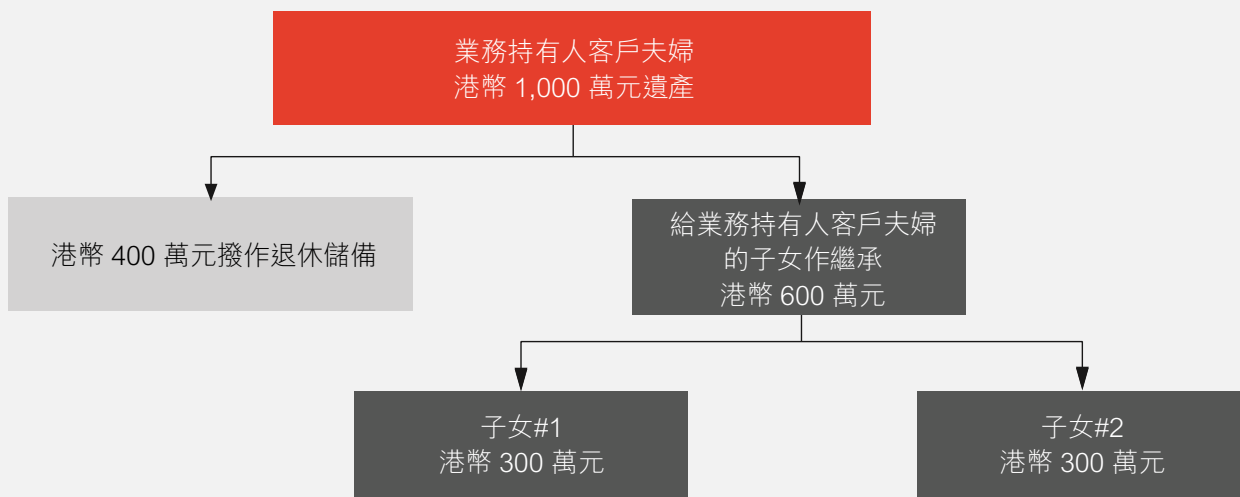 業務持有人客戶夫婦
港幣 1,000 萬元遺產
港幣 400 萬元撥作退休儲備
給業務持有人客戶夫婦
的子女作繼承
港幣 600 萬元
子女#1
港幣 300 萬元
子女#2
港幣 300 萬元